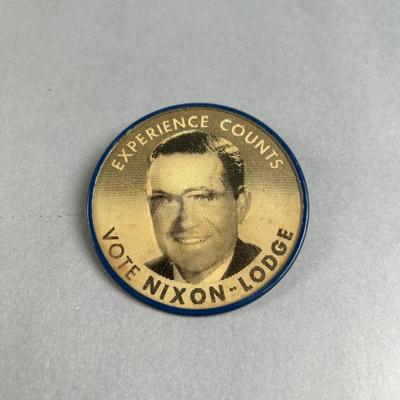 EXPERIENCE COUNTS
VOTE NIXON-LODGE